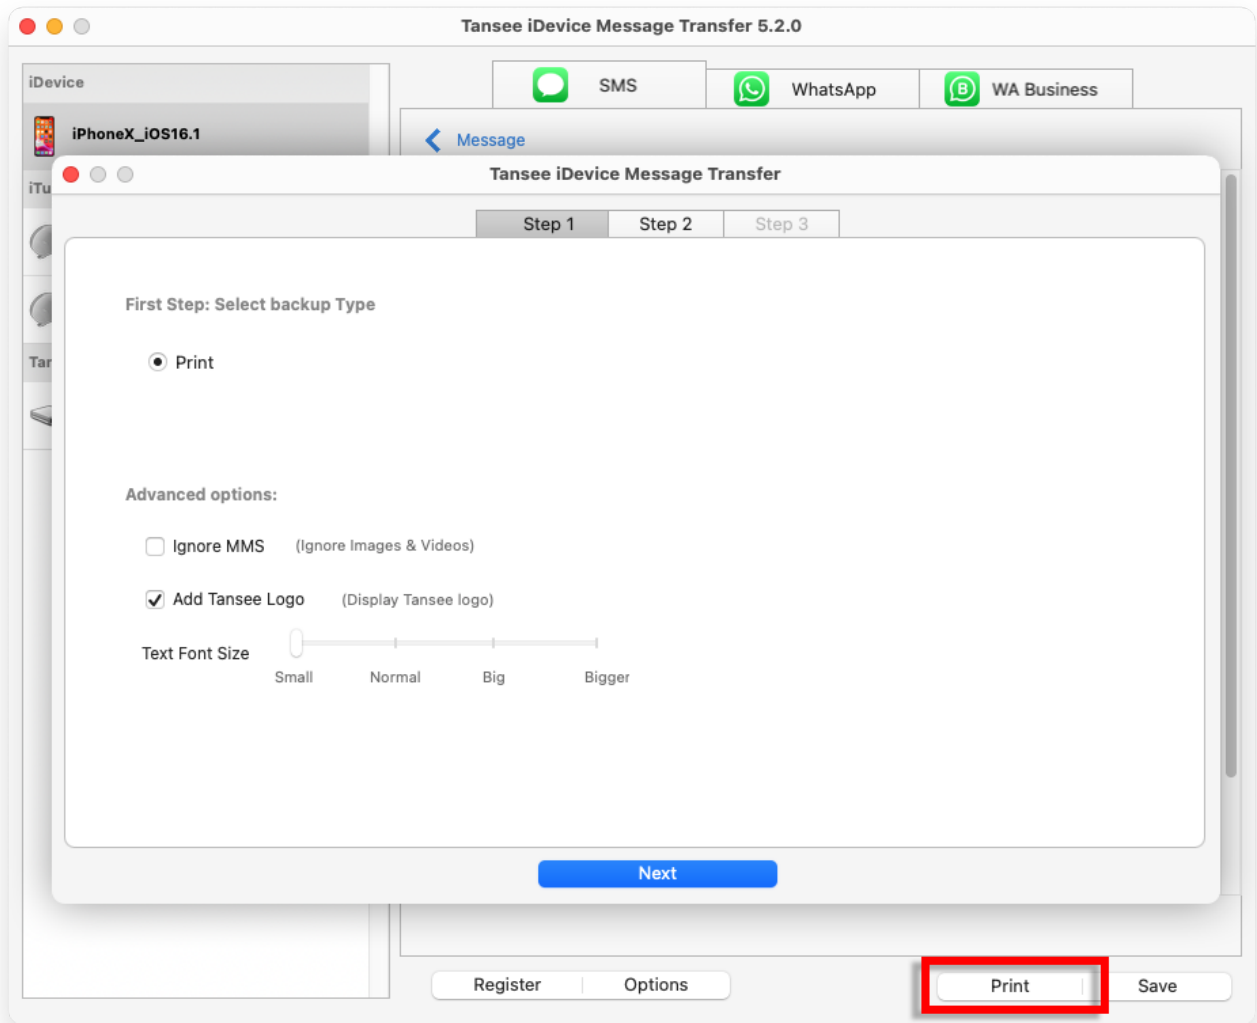 Tansee iDevice Message Transfer 5.2.0
iDevice
SMS
WhatsApp
WA Business
iPhoneX_iOS16.1
Message
iTu
Tansee iDevice Message Transfer
Step 1
Step 2
Step 3
First Step: Select backup Type
Print
Tar
Advanced options:
Ignore MMS (Ignore Images & Videos)
Add Tansee Logo (Display Tansee logo)
Text Font Size
Small Normal Big Bigger
Next
Register
Options
Print
Save